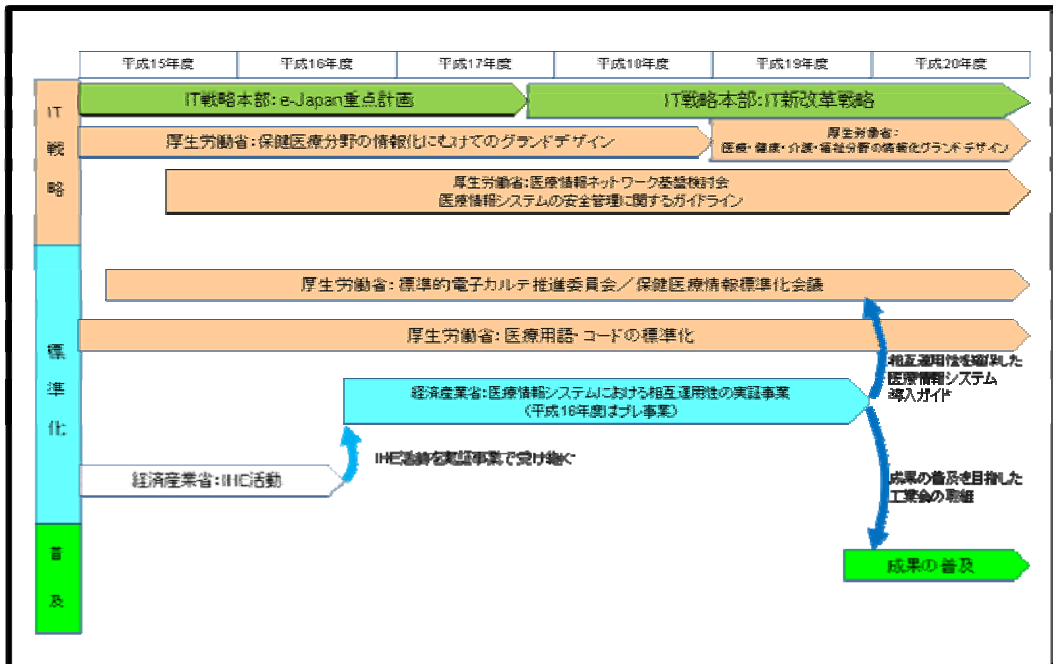 平成15年度 平成16年度 平成17年度 平成18年度 平成19年度 平成20年度
IT戦略
IT戦略本部:e-Japan重点計画
IT戦略本部:IT新改革戦略
厚生労働省:保健医療分野の情報化にむけてのグランドデザイン
厚生労働省:
医療・健康・介護・福祉分野の情報化グランドデザイン
厚生労働省:医療情報ネットワーク基盤検討会
医療情報システムの安全管理に関するガイドライン
標準化
厚生労働省:標準的電子カルテ推進委員会/保健医療情報標準化会議
厚生労働省:医療用語・コードの標準化
経済産業省:医療情報システムにおける相互運用性の実証事業
(平成16年度はプレ事業)
相互運用性を確保した
医療情報システム
導入ガイド
IHE活動を実証事業で受け継ぐ
経済産業省:IHE活動
成果の普及を目指した
工業会の取組
普及
成果の普及